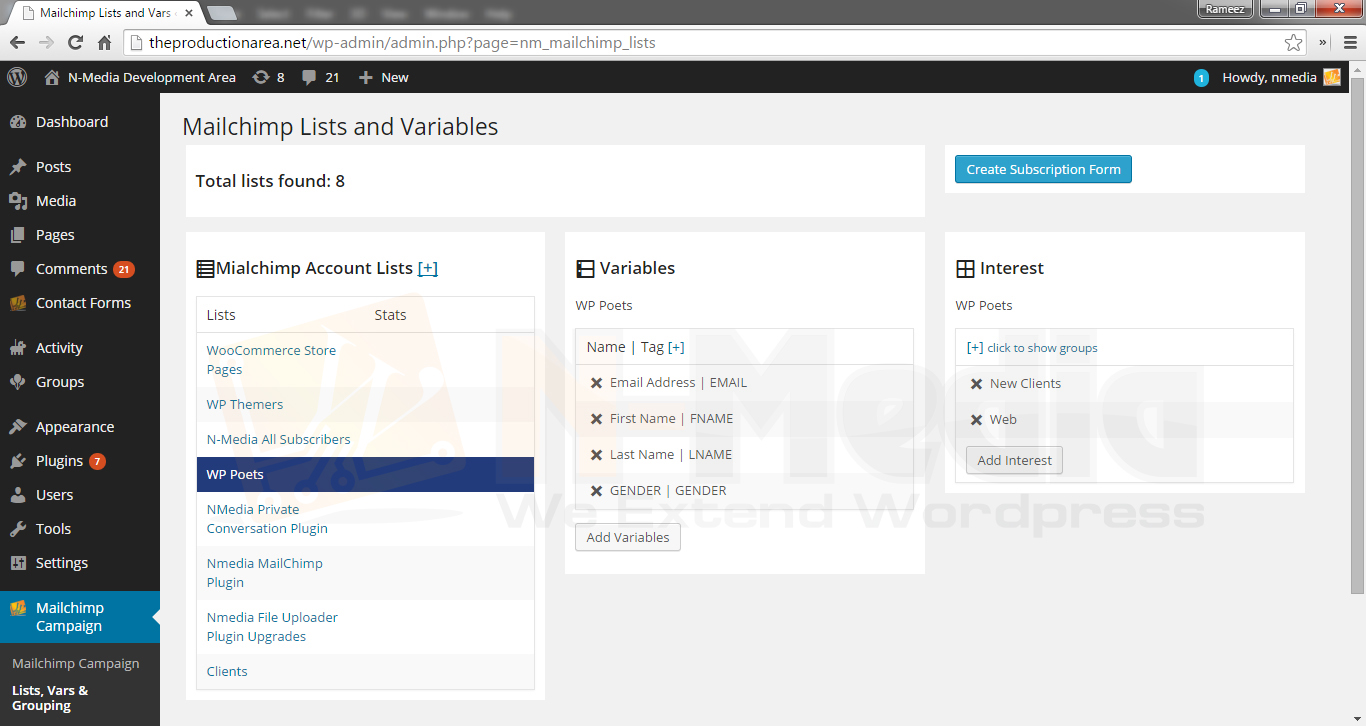 Mailchimp Lists and Vars
Rameez
theproductionarea.net/wp-admin/admin.php?page=nm_mailchimp_lists
N-Media Development Area 8 21 + New
1 Howdy, nmedia
Dashboard
Posts
Media
Pages
Comments 21
Contact Forms
Activity
Groups
Appearance
Plugins 7
Users
Tools
Settings
Mailchimp
Campaign
Mailchimp Campaign
Lists, Vars &
Grouping
Mailchimp Lists and Variables
Total lists found: 8
Create Subscription Form
Mialchimp Account Lists [+]
Lists Stats
WooCommerce Store
Pages
WP Themers
N-Media All Subscribers
WP Poets
NMedia Private
Conversation Plugin
Nmedia MailChimp
Plugin
Nmedia File Uploader
Plugin Upgrades
Clients
Variables
WP Poets
Name | Tag [+]
Email Address | EMAIL
First Name | FNAME
Last Name | LNAME
GENDER | GENDER
Add Variables
Interest
WP Poets
[+] click to show groups
New Clients
Web
Add Interest
N-Media
We Extend Wordpress